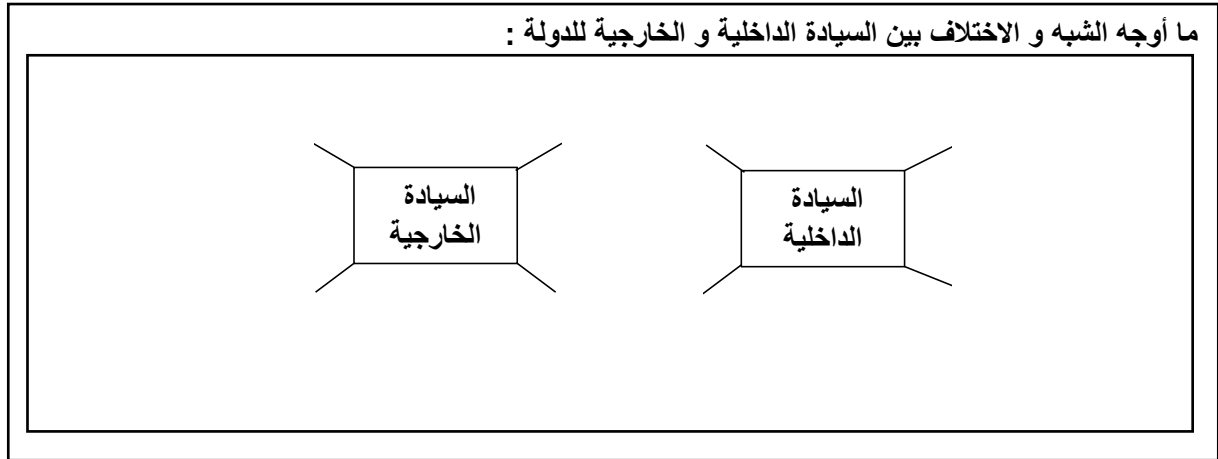 ما أوجه الشبه و الاختلاف بين السيادة الداخلية و الخارجية للدولة :
السيادة
الداخلية
السيادة
الخارجية